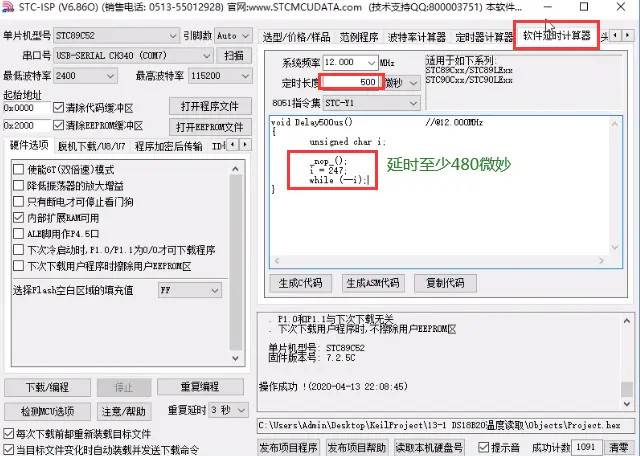 STC-ISP (V6.86O) (销售电话: 0513-55012928) 官网:www.STCMCUDATA.com (技术支持QQ:800003751) 本软件...
单片机型号 STC89C52 引脚数 Auto
串口号 USB-SERIAL CH340 (COM7) 扫描
最低波特率 2400 最高波特率 115200
起始地址
0x0000 清除代码缓冲区 打开程序文件
0x2000 清除EEPROM缓冲区 打开EEPROM文件
硬件选项 脱机下载/U8/U7 程序加密后传输 ID
使能6T(双倍速)模式
降低振荡器的放大增益
只有断电才可停止看门狗
内部扩展RAM可用
ALE脚用作P4.5口
下次冷启动时,P1.0/P1.1为0/0才可下载程序
下次下载用户程序时擦除用户EEPROM区
选择Flash空白区域的填充值 FF
下载/编程 停止 重复编程
检测MCU选项 注意/帮助 重复延时 3 秒
每次下载前都重新装载目标文件
当目标文件变化时自动装载并发送下载命令
选型/价格/样品 范例程序 波特率计算器 定时器计算器 软件延时计算器 头
系统频率 12.000 MHz
定时长度 500 微秒
8051指令集 STC-Y1
适用于如下系列:
STC89Cxx/STC89LExx
STC90Cxx/STC90LExx
void Delay500us() //@12.000MHz
{
unsigned char i;
_nop_();
i = 247;
while (--i);
}
延时至少480微妙
生成C代码 生成ASM代码 复制代码
. P1.0和P1.1与下次下载无关
. 下次下载用户程序时,不擦除用户EEPROM区
单片机型号: STC89C52
固件版本号: 7.2.5C
操作成功 !(2020-04-13 22:08:45)
C:\Users\Admin\Desktop\KeilProject\13-1 DS18B20温度读取\Objects\Project.hex
发布项目程序 发布项目帮助 读取本机硬盘号 提示音 成功计数 1091 清零